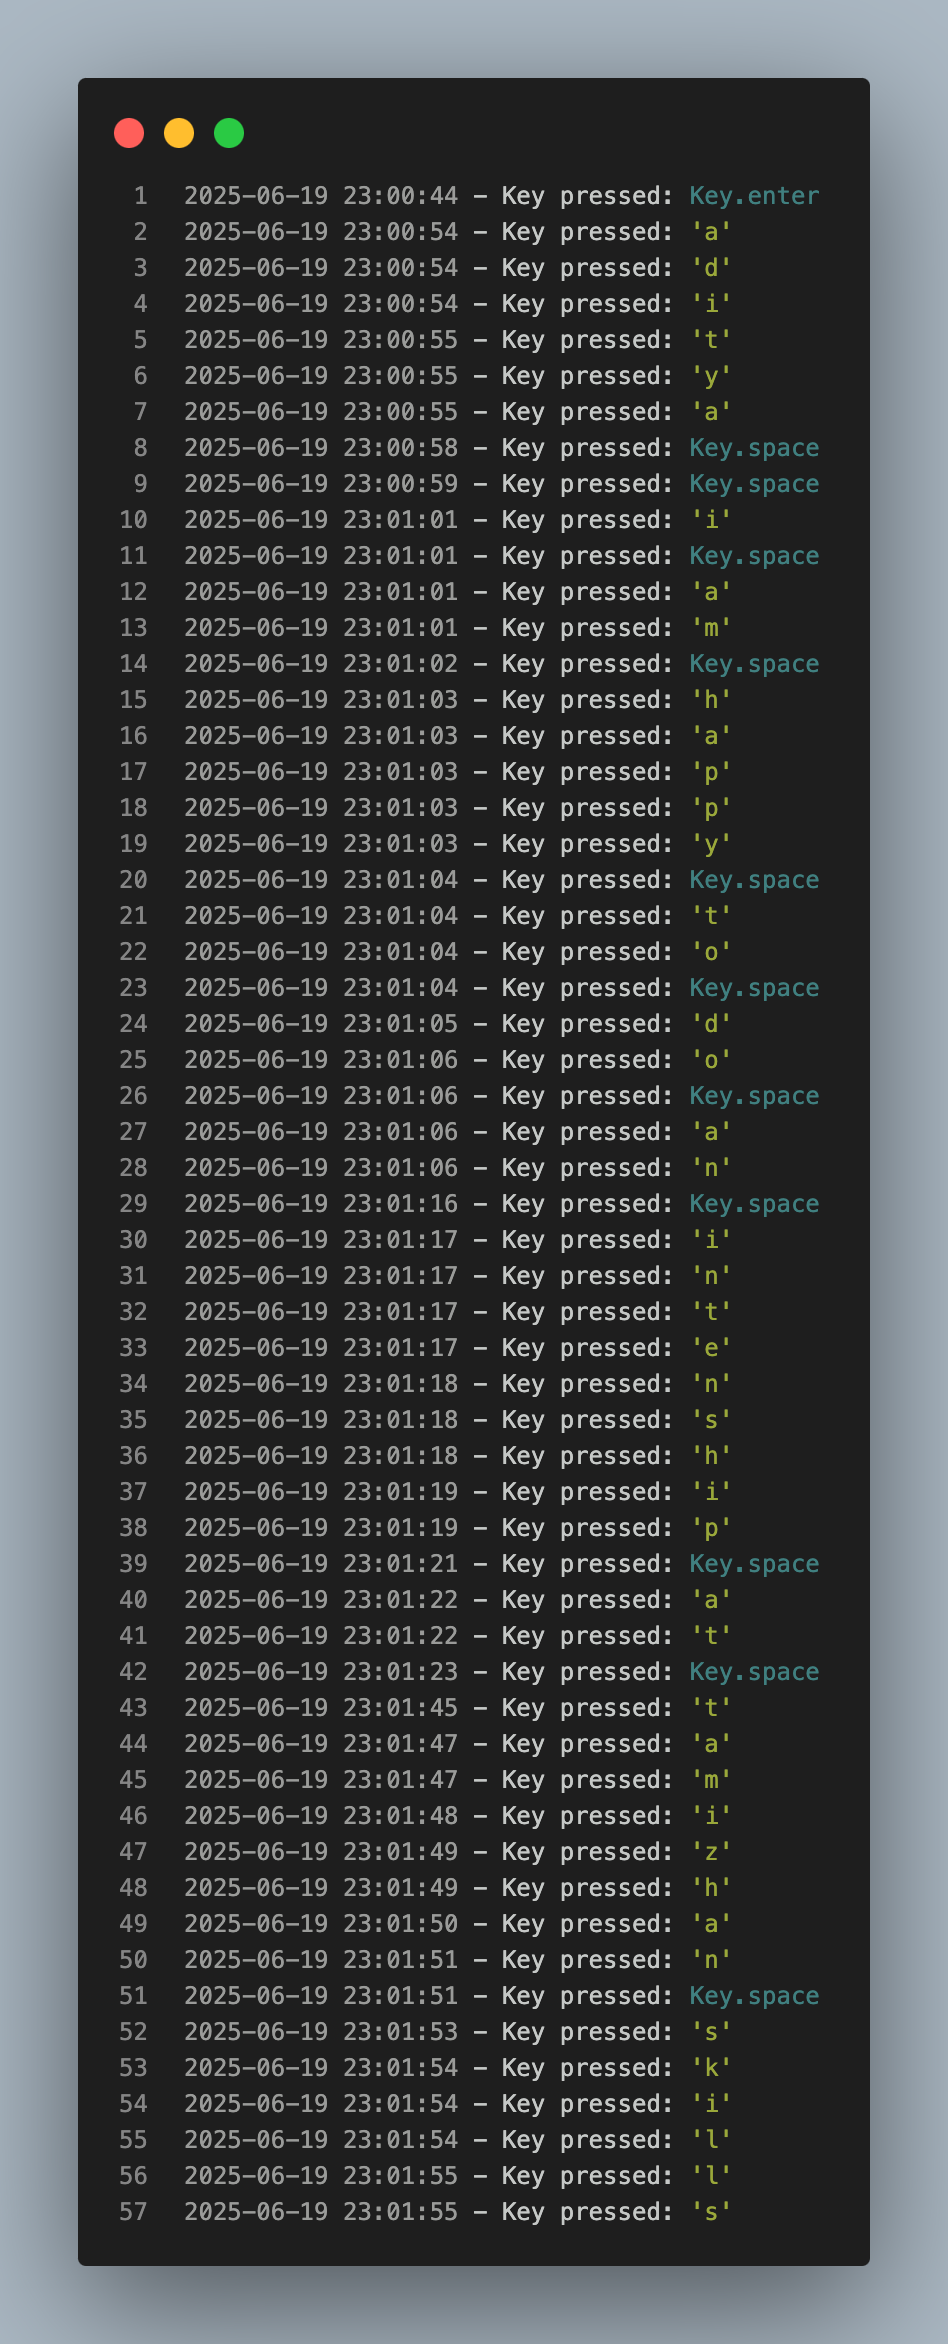 1 2025-06-19 23:00:44 - Key pressed: Key.enter
2 2025-06-19 23:00:54 - Key pressed: 'a'
3 2025-06-19 23:00:54 - Key pressed: 'd'
4 2025-06-19 23:00:54 - Key pressed: 'i'
5 2025-06-19 23:00:55 - Key pressed: 't'
6 2025-06-19 23:00:55 - Key pressed: 'y'
7 2025-06-19 23:00:55 - Key pressed: 'a'
8 2025-06-19 23:00:58 - Key pressed: Key.space
9 2025-06-19 23:00:59 - Key pressed: Key.space
10 2025-06-19 23:01:01 - Key pressed: 'i'
11 2025-06-19 23:01:01 - Key pressed: Key.space
12 2025-06-19 23:01:01 - Key pressed: 'a'
13 2025-06-19 23:01:01 - Key pressed: 'm'
14 2025-06-19 23:01:02 - Key pressed: Key.space
15 2025-06-19 23:01:03 - Key pressed: 'h'
16 2025-06-19 23:01:03 - Key pressed: 'a'
17 2025-06-19 23:01:03 - Key pressed: 'p'
18 2025-06-19 23:01:03 - Key pressed: 'p'
19 2025-06-19 23:01:03 - Key pressed: 'y'
20 2025-06-19 23:01:04 - Key pressed: Key.space
21 2025-06-19 23:01:04 - Key pressed: 't'
22 2025-06-19 23:01:04 - Key pressed: 'o'
23 2025-06-19 23:01:04 - Key pressed: Key.space
24 2025-06-19 23:01:05 - Key pressed: 'd'
25 2025-06-19 23:01:06 - Key pressed: 'o'
26 2025-06-19 23:01:06 - Key pressed: Key.space
27 2025-06-19 23:01:06 - Key pressed: 'a'
28 2025-06-19 23:01:06 - Key pressed: 'n'
29 2025-06-19 23:01:16 - Key pressed: Key.space
30 2025-06-19 23:01:17 - Key pressed: 'i'
31 2025-06-19 23:01:17 - Key pressed: 'n'
32 2025-06-19 23:01:17 - Key pressed: 't'
33 2025-06-19 23:01:17 - Key pressed: 'e'
34 2025-06-19 23:01:18 - Key pressed: 'n'
35 2025-06-19 23:01:18 - Key pressed: 's'
36 2025-06-19 23:01:18 - Key pressed: 'h'
37 2025-06-19 23:01:19 - Key pressed: 'i'
38 2025-06-19 23:01:19 - Key pressed: 'p'
39 2025-06-19 23:01:21 - Key pressed: Key.space
40 2025-06-19 23:01:22 - Key pressed: 'a'
41 2025-06-19 23:01:22 - Key pressed: 't'
42 2025-06-19 23:01:23 - Key pressed: Key.space
43 2025-06-19 23:01:45 - Key pressed: 't'
44 2025-06-19 23:01:47 - Key pressed: 'a'
45 2025-06-19 23:01:47 - Key pressed: 'm'
46 2025-06-19 23:01:48 - Key pressed: 'i'
47 2025-06-19 23:01:49 - Key pressed: 'z'
48 2025-06-19 23:01:49 - Key pressed: 'h'
49 2025-06-19 23:01:50 - Key pressed: 'a'
50 2025-06-19 23:01:51 - Key pressed: 'n'
51 2025-06-19 23:01:51 - Key pressed: Key.space
52 2025-06-19 23:01:53 - Key pressed: 's'
53 2025-06-19 23:01:54 - Key pressed: 'k'
54 2025-06-19 23:01:54 - Key pressed: 'i'
55 2025-06-19 23:01:54 - Key pressed: 'l'
56 2025-06-19 23:01:55 - Key pressed: 'l'
57 2025-06-19 23:01:55 - Key pressed: 's'